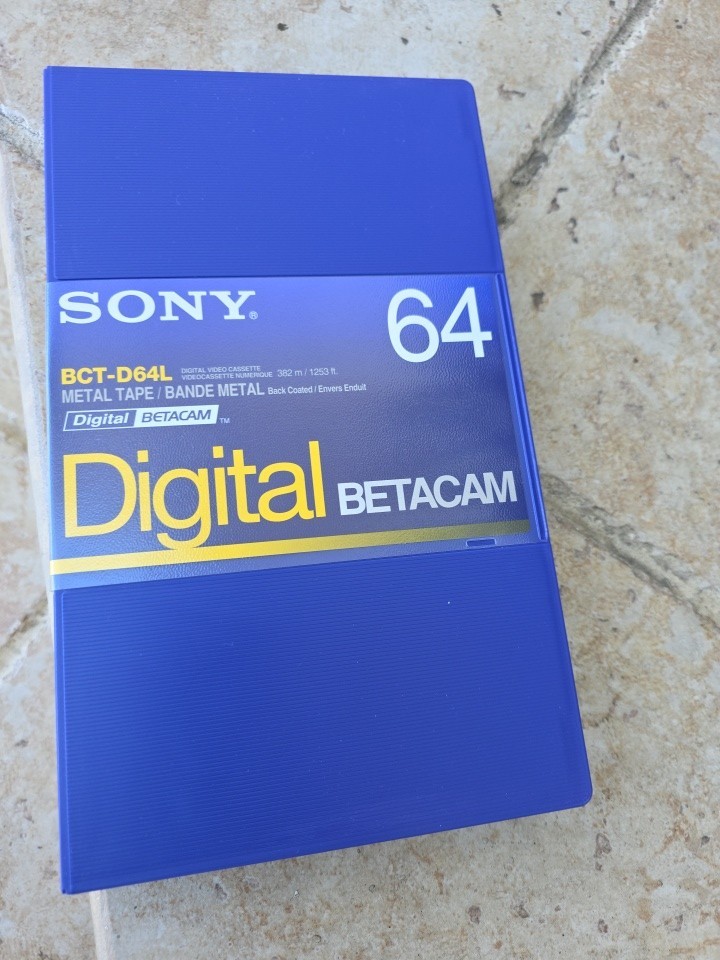 SONY® 64
BCT-D64L DIGITAL VIDEO CASSETTE
VIDEOCASSETTE NUMERIQUE 382 m / 1253 ft.
METAL TAPE / BANDE METAL Back Coated / Envers Enduit
Digital BETACAM TM
Digital BETACAM